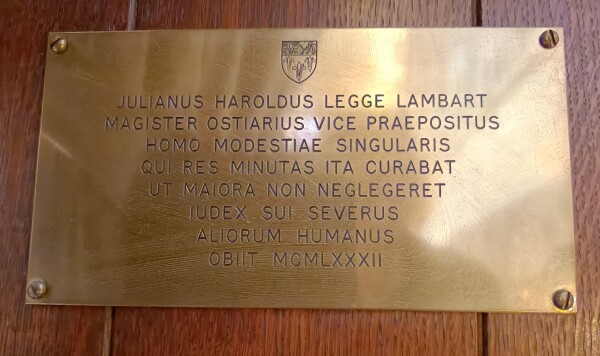 JULIANUS HAROLDUS LEGGE LAMBART
MAGISTER OSTIARIUS VICE PRAEPOSITUS
HOMO MODESTIAE SINGULARIS
QUI RES MINUTAS ITA CURABAT
UT MAIORA NON NEGLEGERET
IUDEX SUI SEVERUS
ALIORUM HUMANUS
OBIIT MCMLXXXII